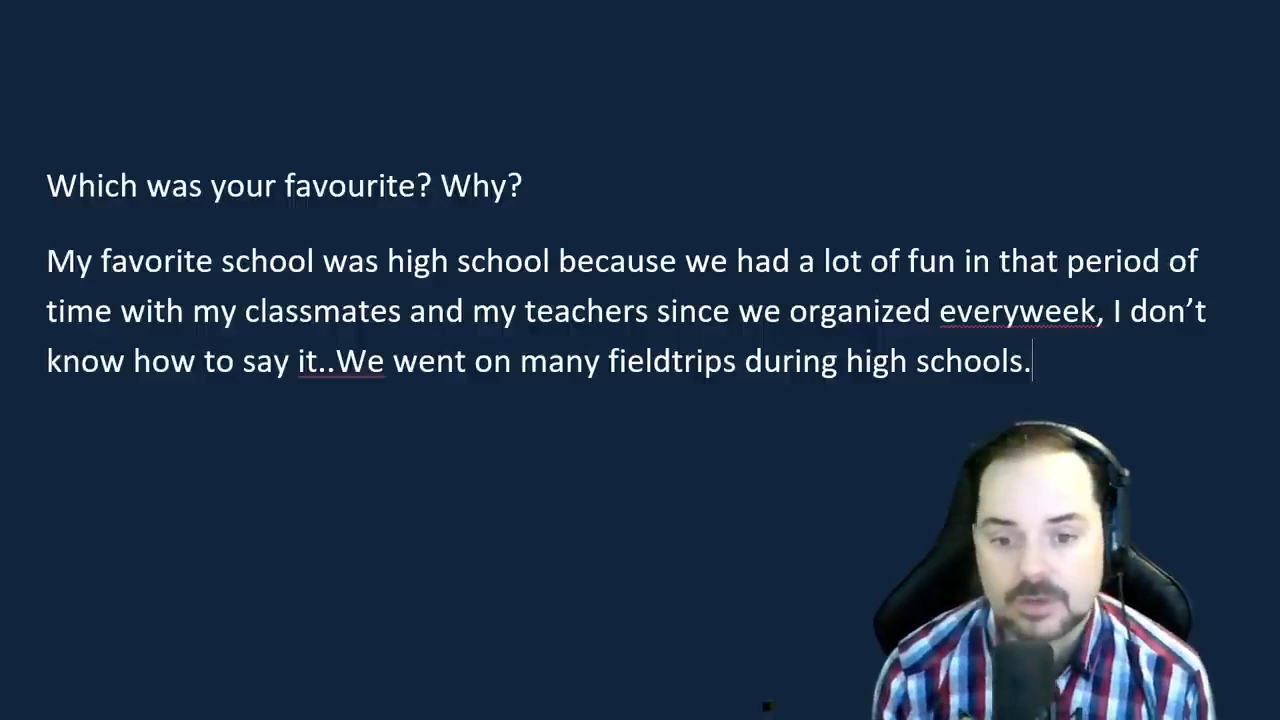 Which was your favourite? Why?
My favorite school was high school because we had a lot of fun in that period of
time with my classmates and my teachers since we organized everyweek, I don’t
know how to say it..We went on many fieldtrips during high schools.